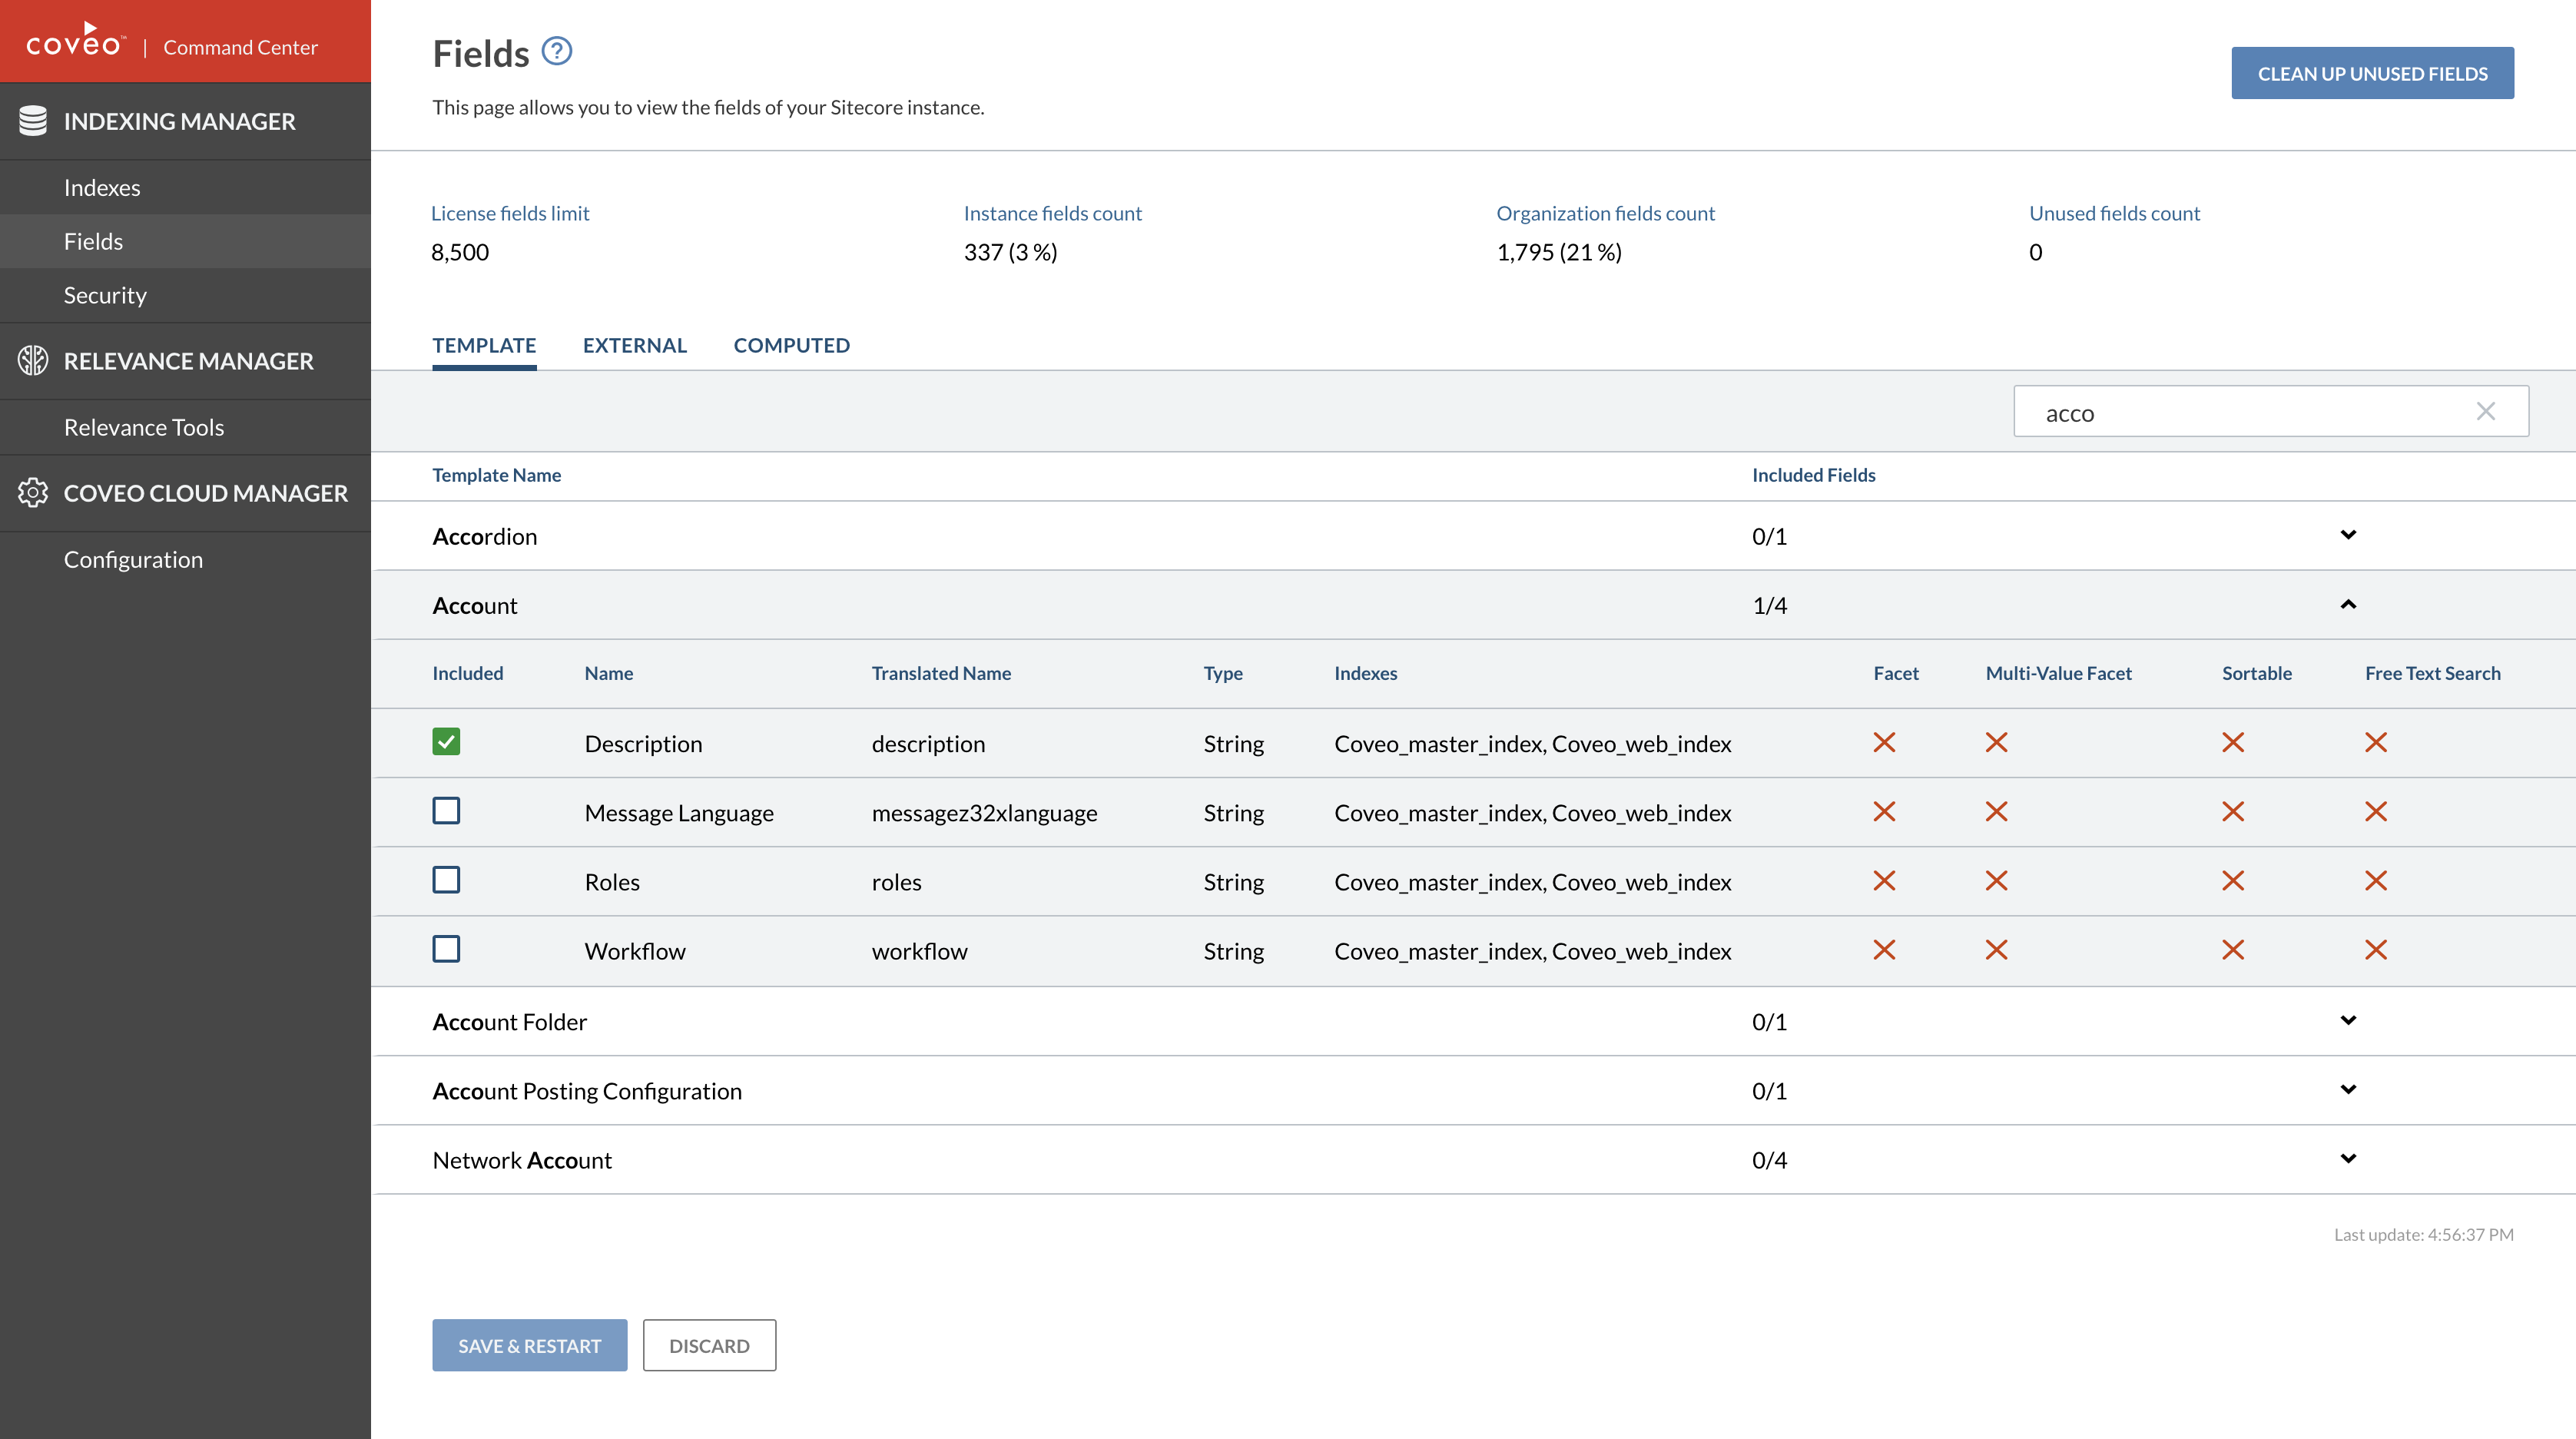 coveo™ | Command Center
INDEXING MANAGER
Indexes
Fields
Security
RELEVANCE MANAGER
Relevance Tools
COVEO CLOUD MANAGER
Configuration
Fields ?
This page allows you to view the fields of your Sitecore instance.
CLEAN UP UNUSED FIELDS
License fields limit Instance fields count Organization fields count Unused fields count
8,500 337 (3 %) 1,795 (21 %) 0
TEMPLATE EXTERNAL COMPUTED
acco
Template Name Included Fields
Accordion 0/1
Account 1/4
Included Name Translated Name Type Indexes Facet Multi-Value Facet Sortable Free Text Search
Description description String Coveo_master_index, Coveo_web_index
Message Language messagez32xlanguage String Coveo_master_index, Coveo_web_index
Roles roles String Coveo_master_index, Coveo_web_index
Workflow workflow String Coveo_master_index, Coveo_web_index
Account Folder 0/1
Account Posting Configuration 0/1
Network Account 0/4
Last update: 4:56:37 PM
SAVE & RESTART DISCARD